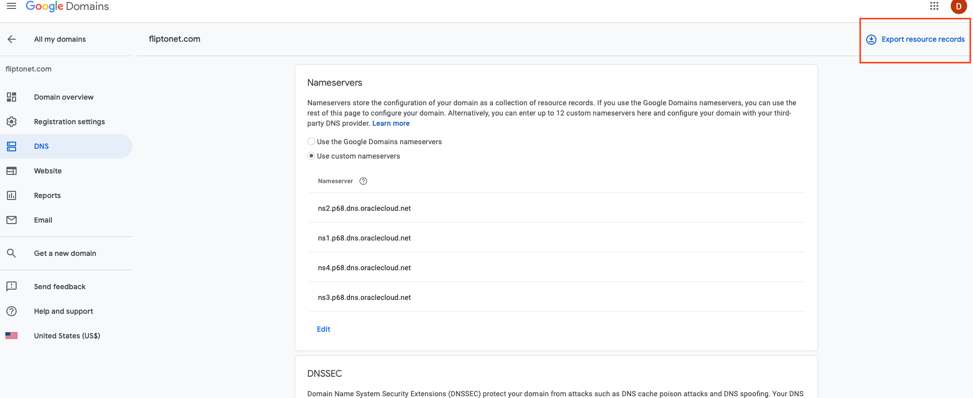 Google Domains
D
All my domains
fliptonet.com
Export resource records
fliptonet.com
Domain overview
Registration settings
DNS
Website
Reports
Email
Get a new domain
Send feedback
Help and support
United States (US$)
Nameservers
Nameservers store the configuration of your domain as a collection of resource records. If you use the Google Domains nameservers, you can use the
rest of this page to configure your domain. Alternatively, you can enter up to 12 custom nameservers here and configure your domain with your third-
party DNS provider. Learn more
Use the Google Domains nameservers
Use custom nameservers
Nameserver
ns2.p68.dns.oraclecloud.net
ns1.p68.dns.oraclecloud.net
ns4.p68.dns.oraclecloud.net
ns3.p68.dns.oraclecloud.net
Edit
DNSSEC
Domain Name System Security Extensions (DNSSEC) protect your domain from attacks such as DNS cache poison attacks and DNS spoofing. Your DNS